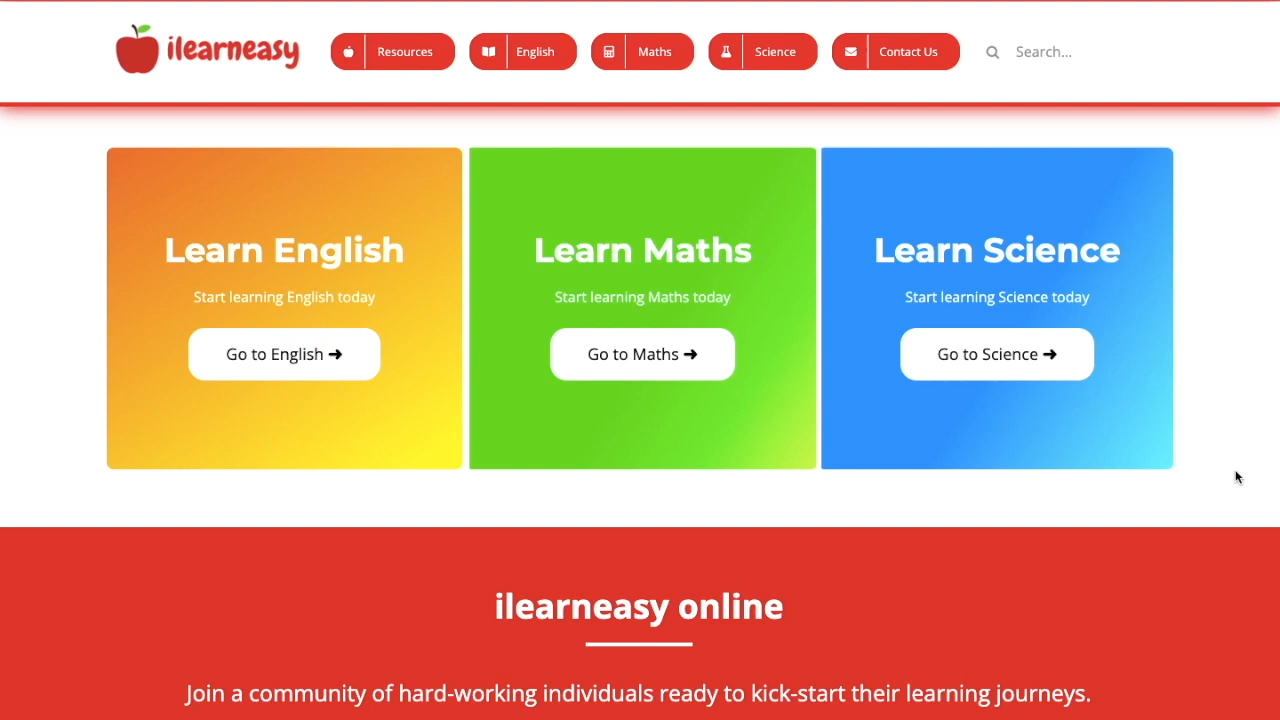 ilearneasy
Resources
English
Maths
Science
Contact Us
Search...
Learn English
Start learning English today
Go to English ➜
Learn Maths
Start learning Maths today
Go to Maths ➜
Learn Science
Start learning Science today
Go to Science ➜
ilearneasy online
Join a community of hard-working individuals ready to kick-start their learning journeys.